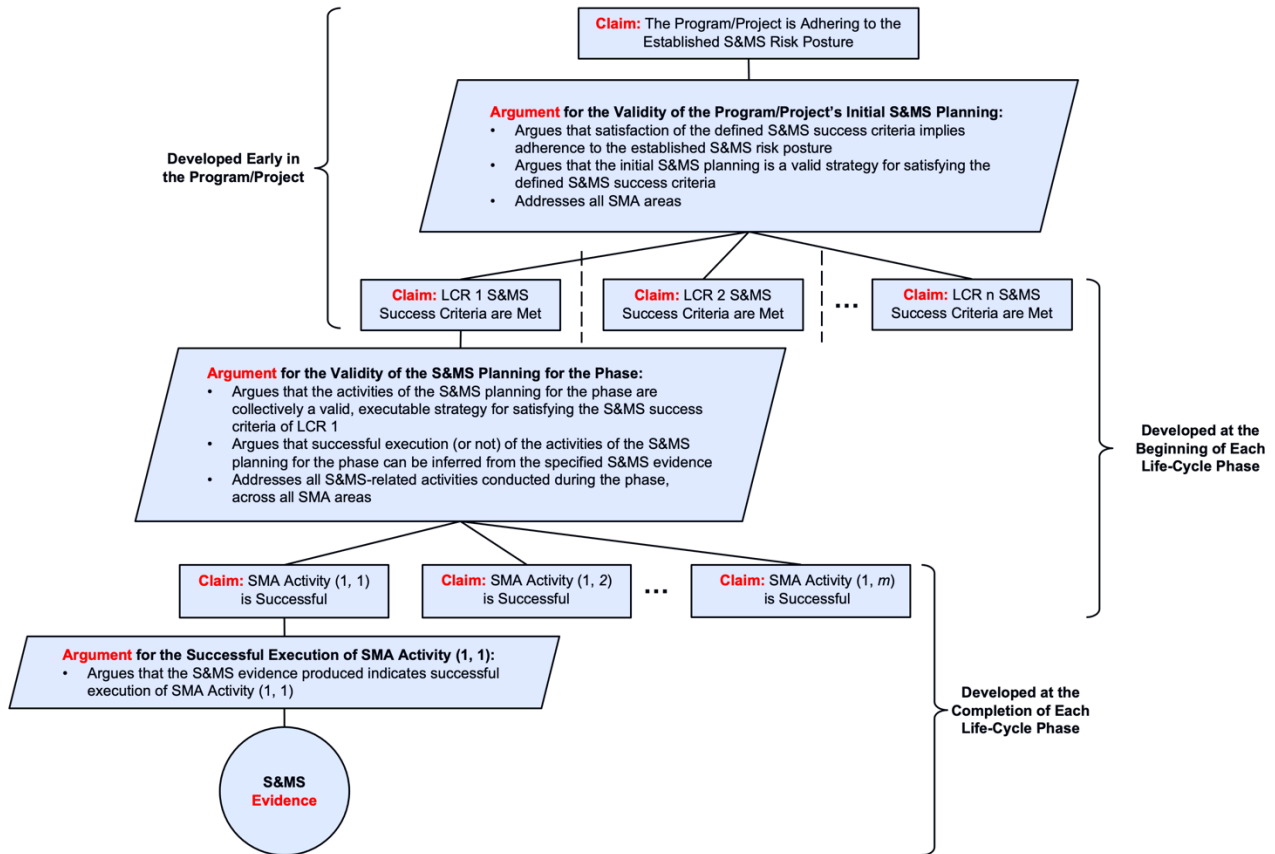 Claim: The Program/Project is Adhering to the
Established S&MS Risk Posture
Argument for the Validity of the Program/Project's Initial S&MS Planning:
• Argues that satisfaction of the defined S&MS success criteria implies
adherence to the established S&MS risk posture
• Argues that the initial S&MS planning is a valid strategy for satisfying the
defined S&MS success criteria
• Addresses all SMA areas
Developed Early in
the Program/Project
Claim: LCR 1 S&MS
Success Criteria are Met
Claim: LCR 2 S&MS
Success Criteria are Met
...
Claim: LCR n S&MS
Success Criteria are Met
Argument for the Validity of the S&MS Planning for the Phase:
• Argues that the activities of the S&MS planning for the phase are
collectively a valid, executable strategy for satisfying the S&MS success
criteria of LCR 1
• Argues that successful execution (or not) of the activities of the S&MS
planning for the phase can be inferred from the specified S&MS evidence
• Addresses all S&MS-related activities conducted during the phase,
across all SMA areas
Developed at the
Beginning of Each
Life-Cycle Phase
Claim: SMA Activity (1, 1)
is Successful
Claim: SMA Activity (1, 2)
is Successful
...
Claim: SMA Activity (1, m)
is Successful
Argument for the Successful Execution of SMA Activity (1, 1):
• Argues that the S&MS evidence produced indicates successful
execution of SMA Activity (1, 1)
Developed at the
Completion of Each
Life-Cycle Phase
S&MS
Evidence